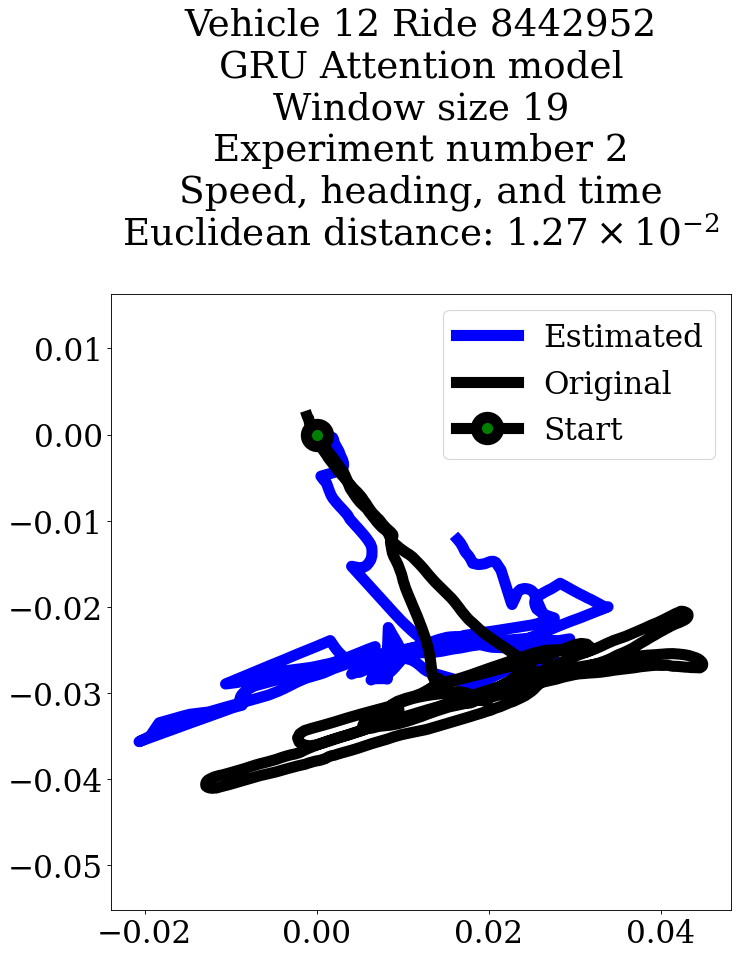 Vehicle 12 Ride 8442952
GRU Attention model
Window size 19
Experiment number 2
Speed, heading, and time
Euclidean distance: 1.27 × 10⁻²
Estimated
Original
Start
0.01
0.00
−0.01
−0.02
−0.03
−0.04
−0.05
−0.02 0.00 0.02 0.04